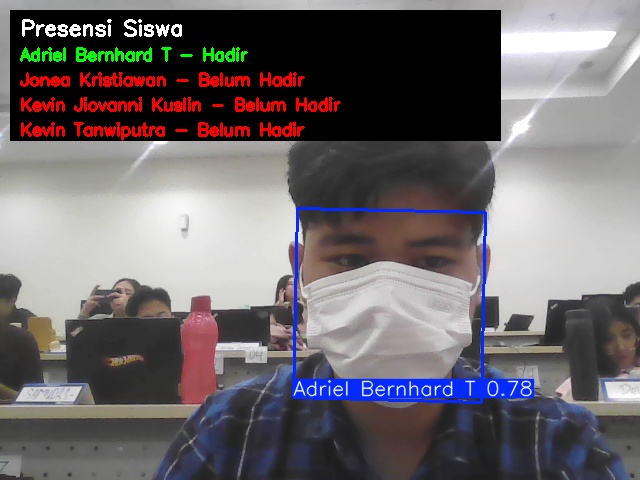 Presensi Siswa
Adriel Bernhard T - Hadir
Jonea Kristiawan - Belum Hadir
Kevin Jiovanni Kuslin - Belum Hadir
Kevin Tanwiputra - Belum Hadir
Adriel Bernhard T 0.78